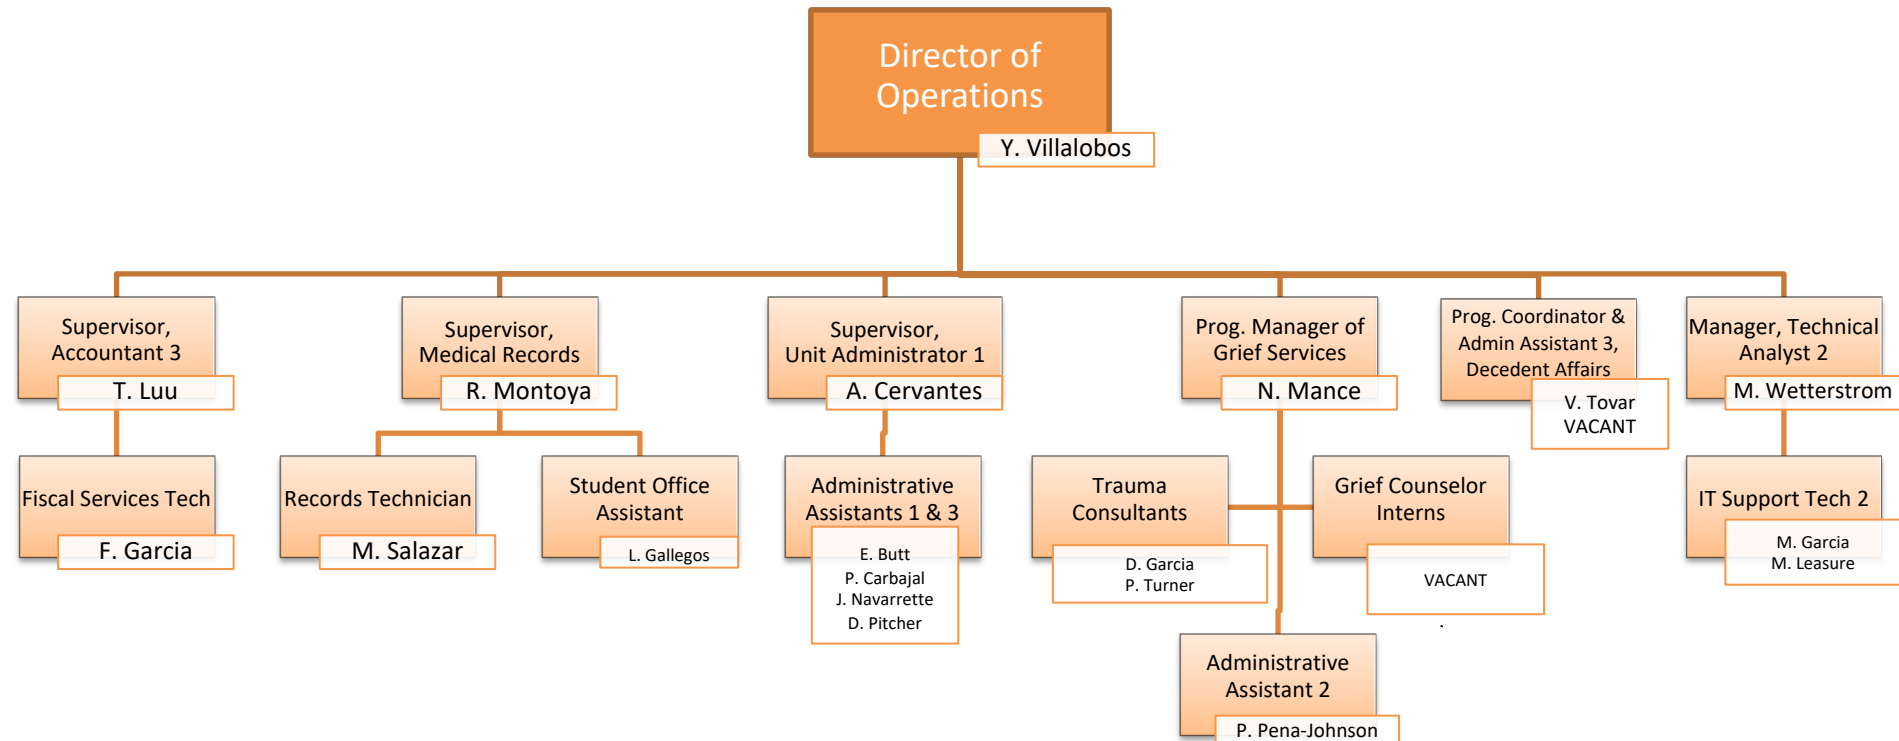 Director of
Operations
Y. Villalobos
Supervisor,
Accountant 3
T. Luu
Supervisor,
Medical Records
R. Montoya
Supervisor,
Unit Administrator 1
A. Cervantes
Prog. Manager of
Grief Services
N. Mance
Prog. Coordinator &
Admin Assistant 3,
Decedent Affairs
V. Tovar
VACANT
Manager, Technical
Analyst 2
M. Wetterstrom
Fiscal Services Tech
F. Garcia
Records Technician
M. Salazar
Student Office
Assistant
L. Gallegos
Administrative
Assistants 1 & 3
E. Butt
P. Carbajal
J. Navarrette
D. Pitcher
Trauma
Consultants
D. Garcia
P. Turner
Grief Counselor
Interns
VACANT
.
IT Support Tech 2
M. Garcia
M. Leasure
Administrative
Assistant 2
P. Pena-Johnson